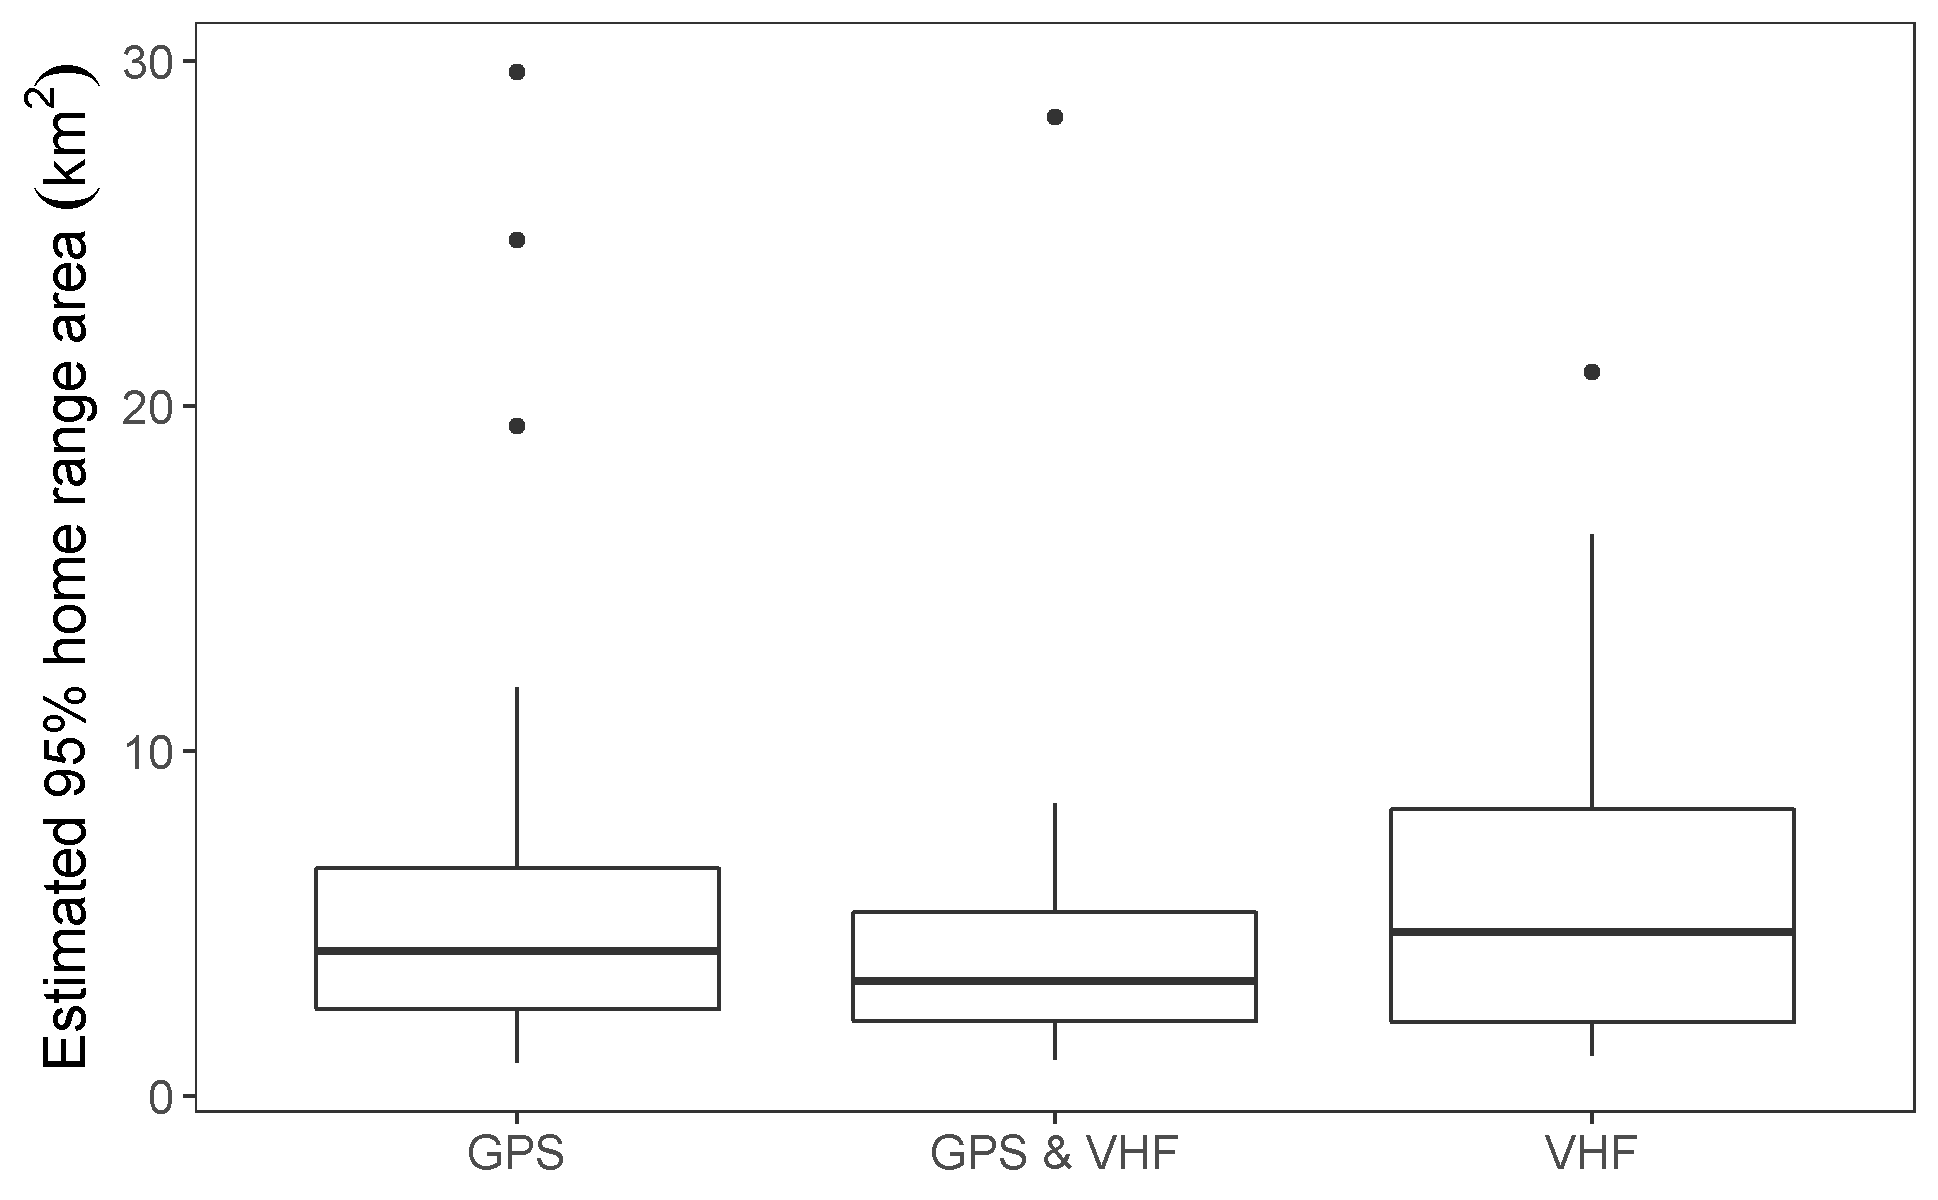 Estimated 95% home range area (km²)
30
20
10
0
GPS
GPS & VHF
VHF